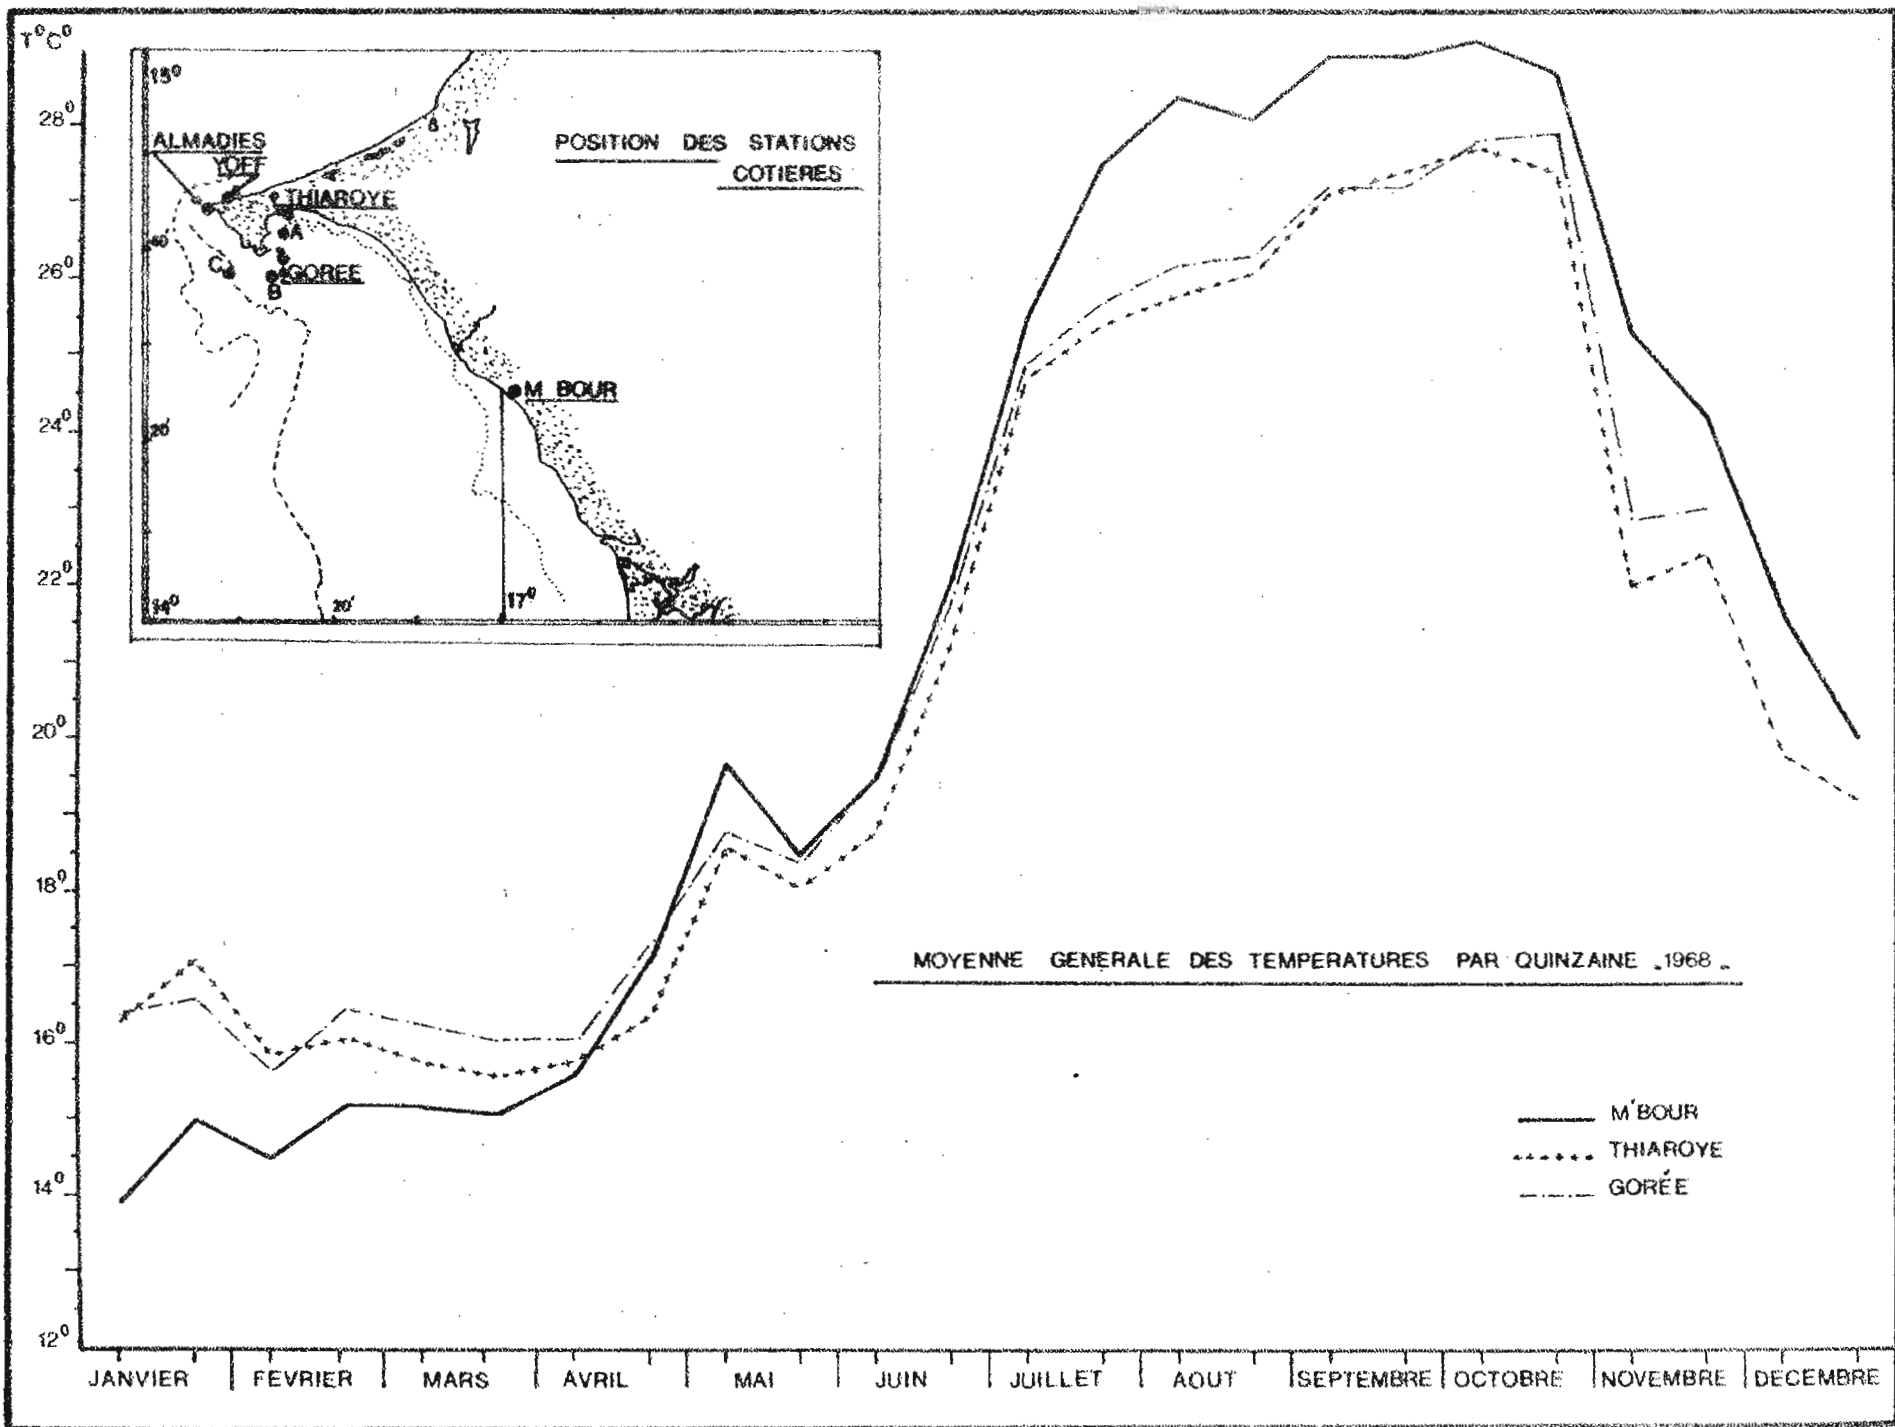 T°C°
28°
26°
24°
22°
20°
18°
16°
14°
12°
15°
ALMADIES
YOFF
THIAROYE
A
C
GOREE
B
M BOUR
20'
14°
20'
17°
POSITION DES STATIONS
COTIERES
MOYENNE GENERALE DES TEMPERATURES PAR QUINZAINE .1968.
M'BOUR
THIAROYE
GORÉE
JANVIER FEVRIER MARS AVRIL MAI JUIN JUILLET AOUT SEPTEMBRE OCTOBRE NOVEMBRE DECEMBRE